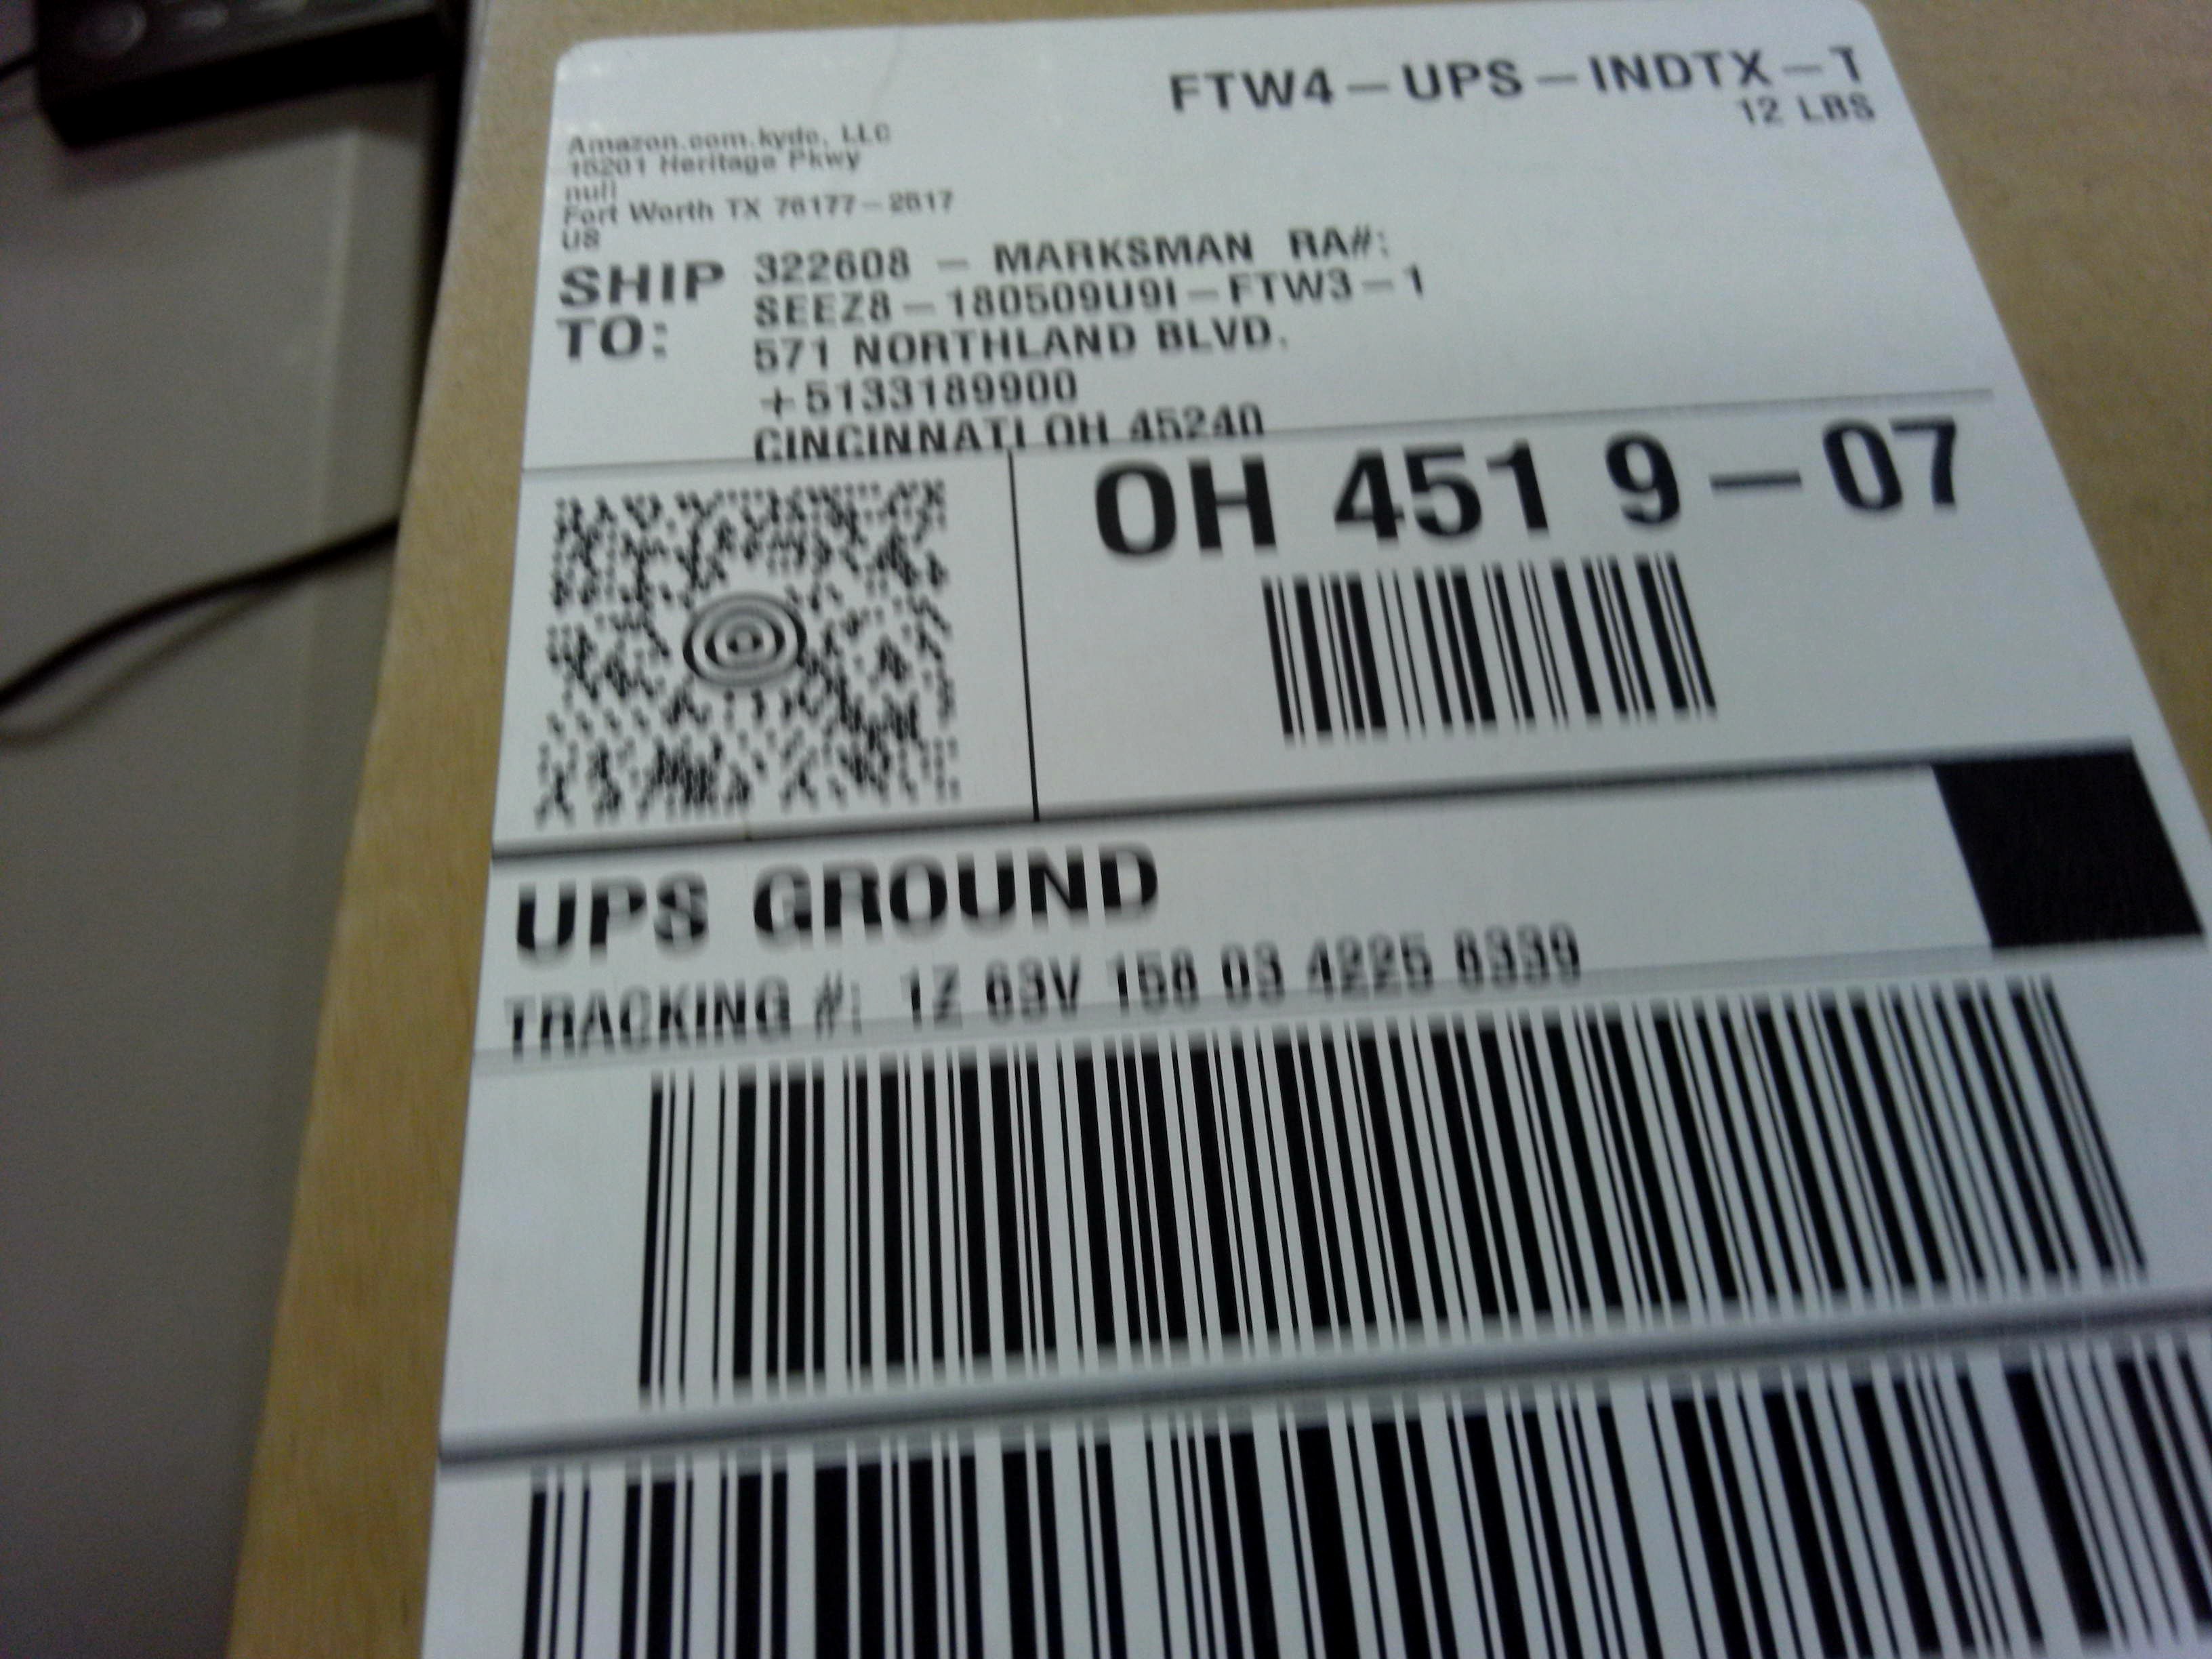 FTW4-UPS-INDTX-T
12 LBS
Amazon.com.kydc, LLC
15201 Heritage Pkwy
null
Fort Worth TX 76177-2617
US
SHIP TO:
322608 - MARKSMAN RA#:
SEEZ8-180509U9I-FTW3-1
571 NORTHLAND BLVD.
+5133189900
CINCINNATI OH 45240
OH 451 9-07
UPS GROUND
TRACKING #: 1Z 63V 158 03 4225 8339